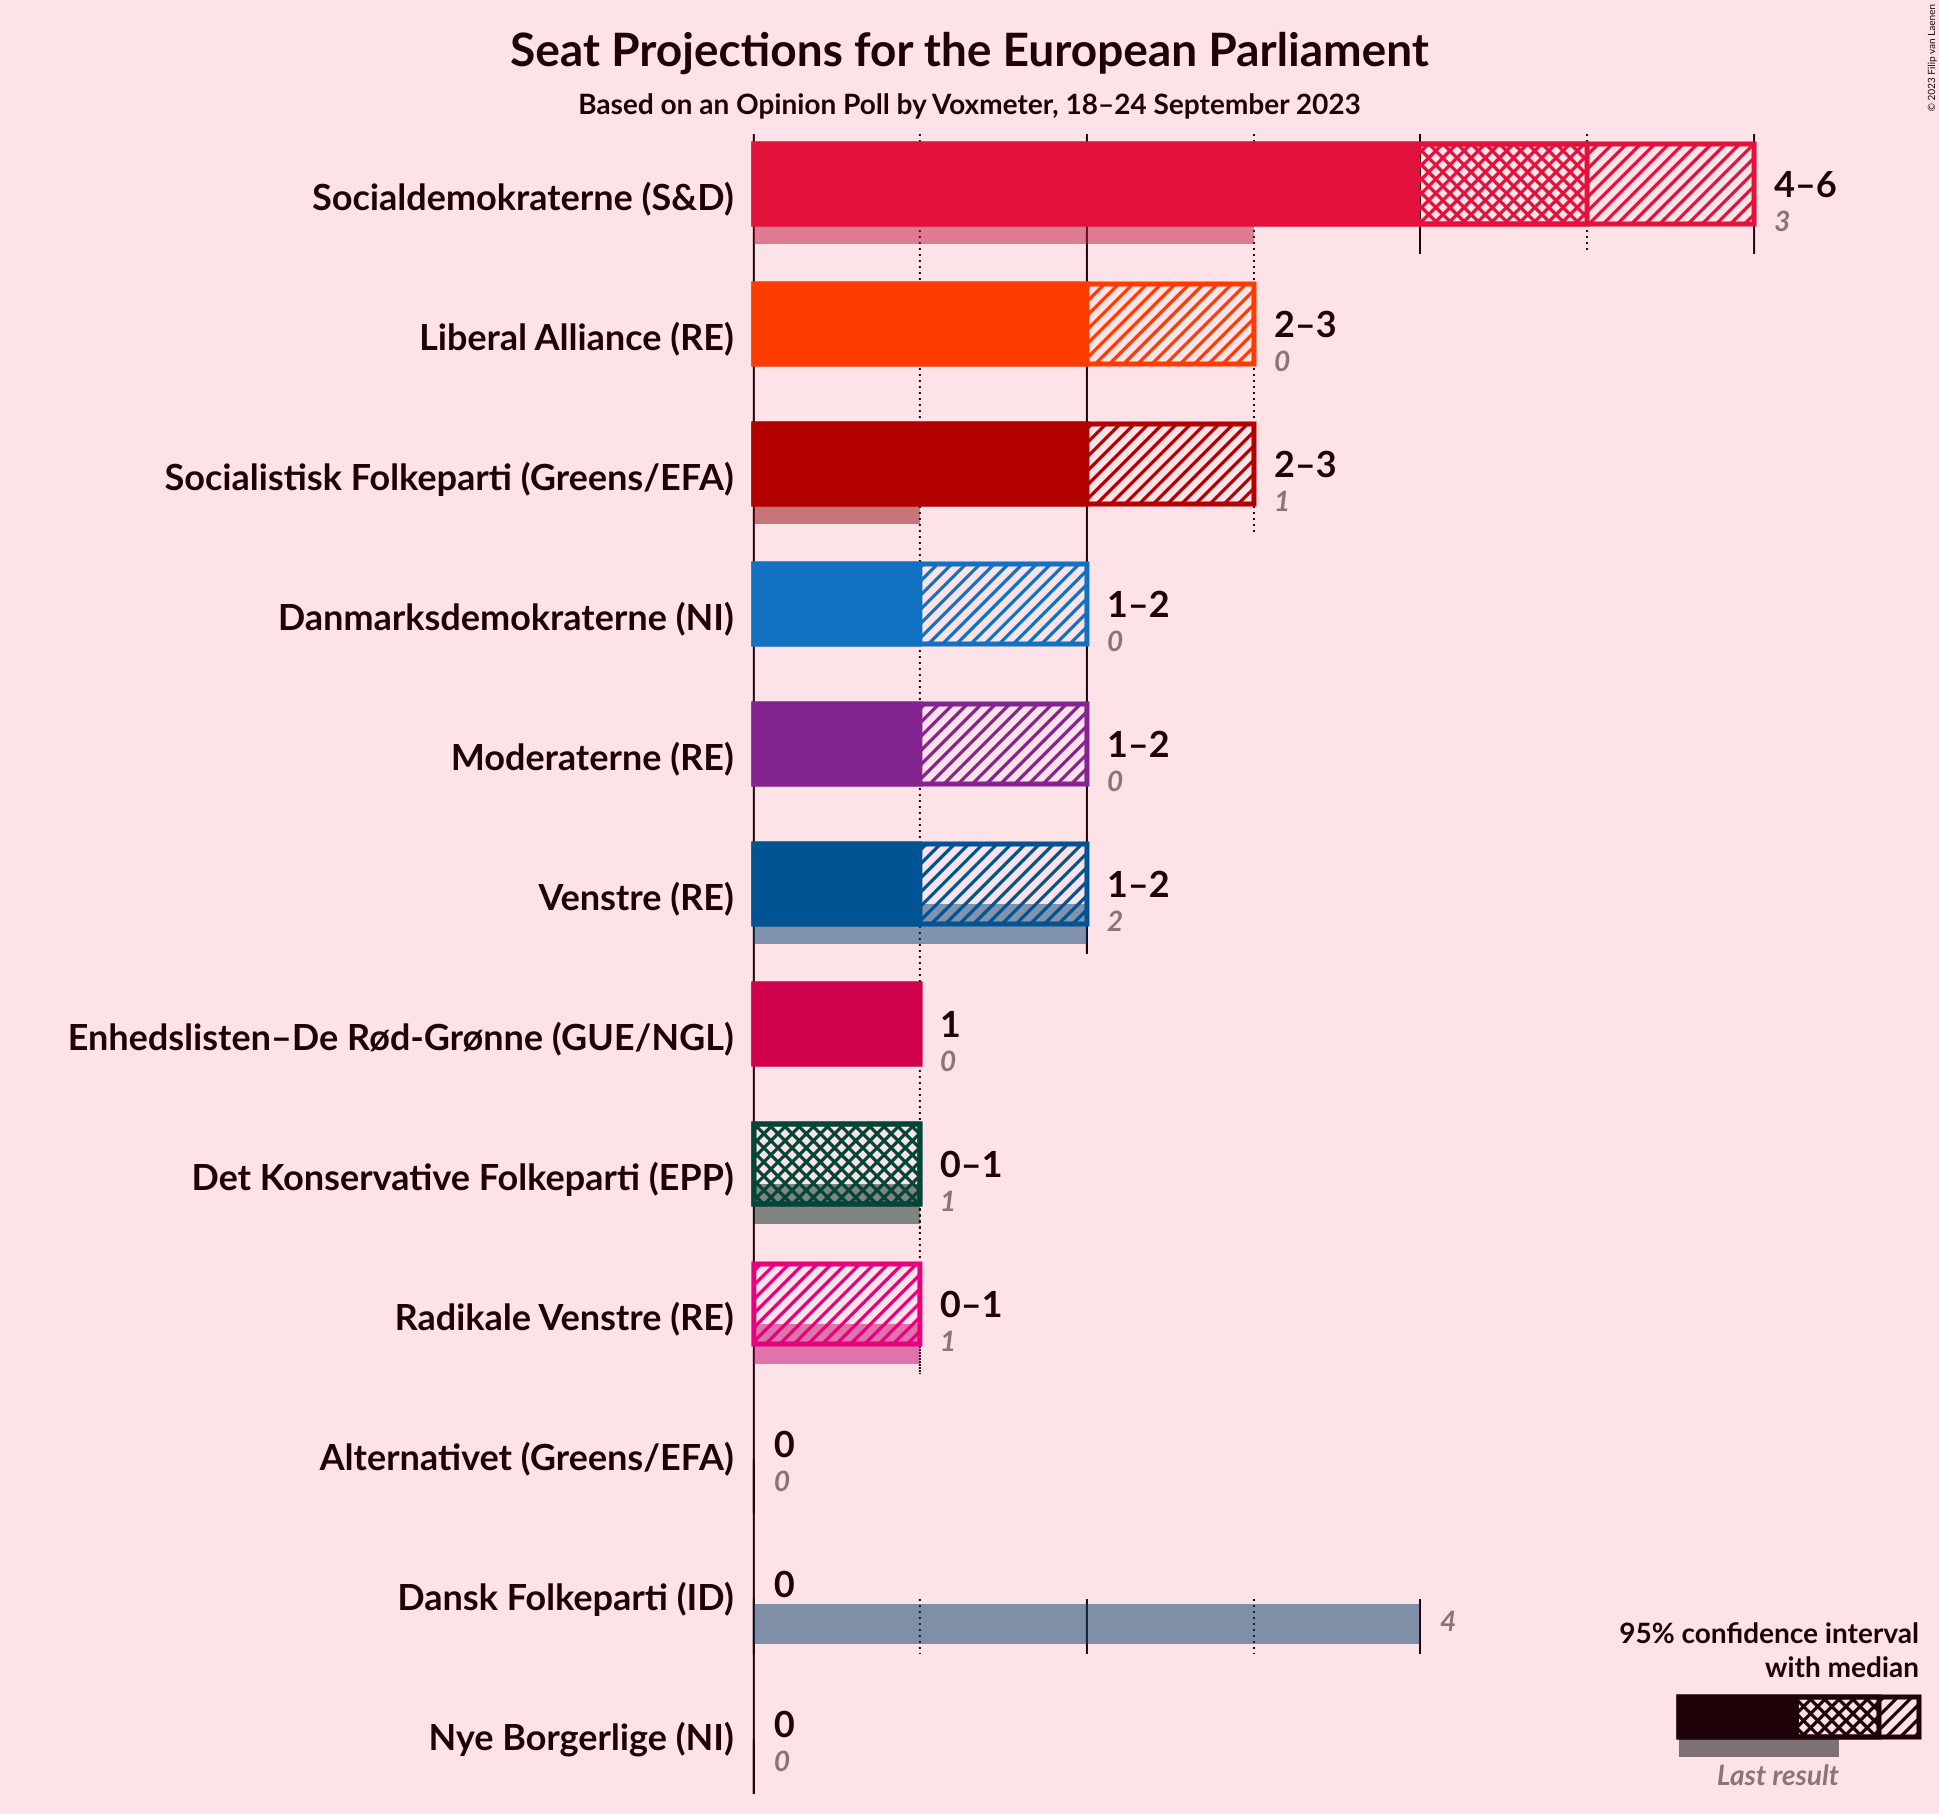 Seat Projections for the European Parliament
Based on an Opinion Poll by Voxmeter, 18–24 September 2023
© 2023 Filip van Laenen
Socialdemokraterne (S&D)
4–6
3
Liberal Alliance (RE)
2–3
0
Socialistisk Folkeparti (Greens/EFA)
2–3
1
Danmarksdemokraterne (NI)
1–2
0
Moderaterne (RE)
1–2
0
Venstre (RE)
1–2
2
Enhedslisten–De Rød-Grønne (GUE/NGL)
1
0
Det Konservative Folkeparti (EPP)
0–1
1
Radikale Venstre (RE)
0–1
1
Alternativet (Greens/EFA)
0
0
Dansk Folkeparti (ID)
0
4
Nye Borgerlige (NI)
0
0
95% confidence interval
with median
Last result